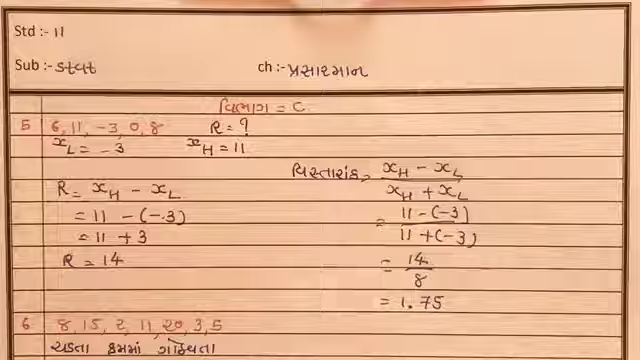 Std :- 11
Sub :- સ્ટેટ ch :- પ્રસારમાન
વિભાગ = C
5 6, 11, -3, 0, 8 R = ?
xL = -3 xH = 11
વિસ્તારાંક = xH - xL / xH + xL
R = xH - xL
= 11 - (-3) = 11 - (-3) / 11 + (-3)
= 11 + 3
R = 14 = 14 / 8
= 1.75
6 8, 15, 2, 11, 20, 3, 5
ચડતા ક્રમમાં ગોઠવતા